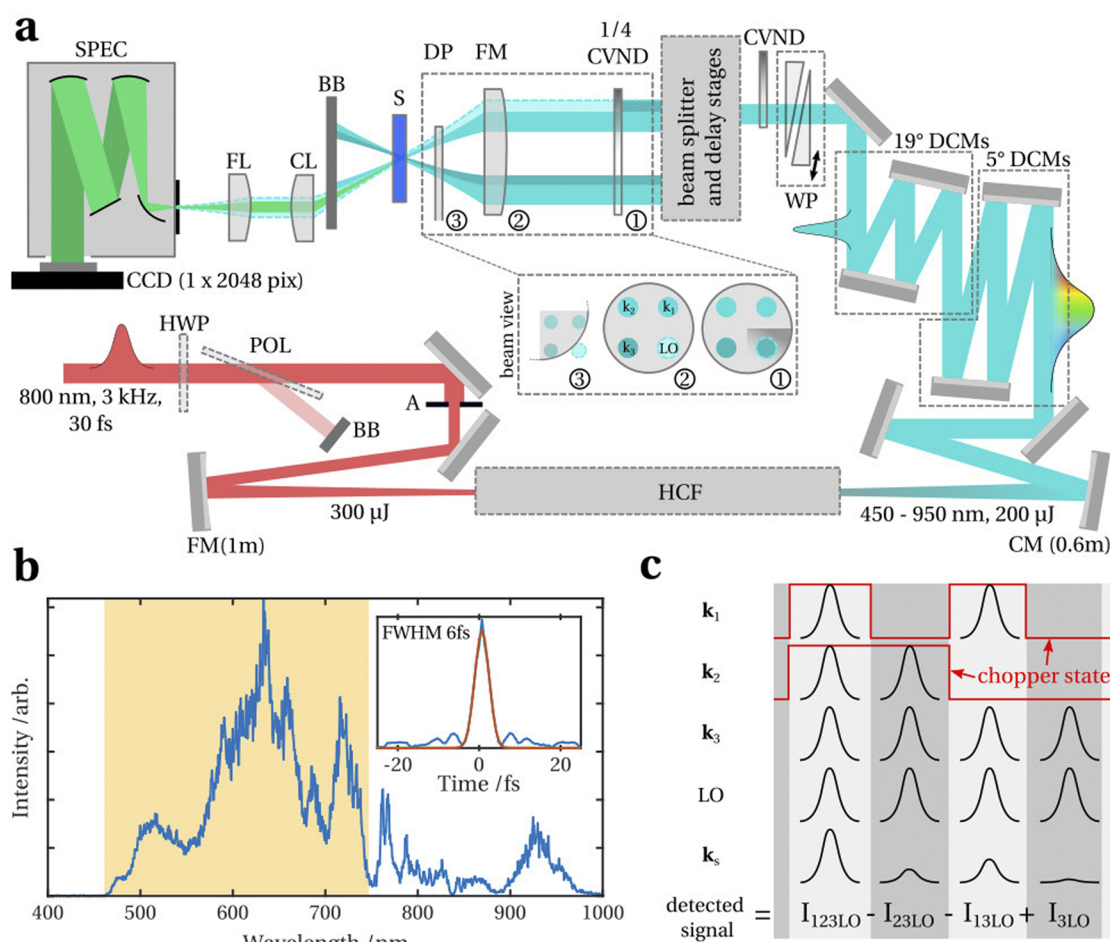 a
SPEC
BB
S
DP
FM
1/4
CVND
CVND
beam splitter
and delay stages
19° DCMs
5° DCMs
WP
FL
CL
③
②
①
CCD (1 x 2048 pix)
beam view
k₂
k₁
k₃
LO
③
②
①
HWP
POL
A
BB
800 nm, 3 kHz,
30 fs
300 µJ
FM(1m)
HCF
450 - 950 nm, 200 µJ
CM (0.6m)
b
Intensity /arb.
FWHM 6fs
-20
0
20
Time /fs
400
500
600
700
800
900
1000
Wavelength /nm
c
k₁
k₂
chopper state
k₃
LO
kₛ
detected
signal
= I₁₂₃LO - I₂₃LO - I₁₃LO + I₃LO